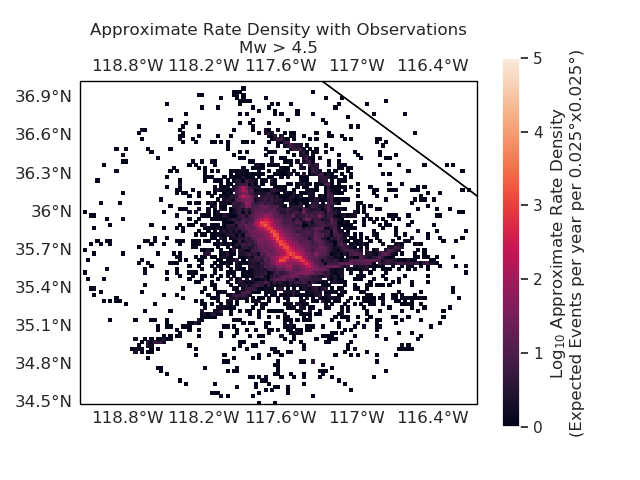 Approximate Rate Density with Observations
Mw > 4.5
118.8°W 118.2°W 117.6°W 117°W 116.4°W
36.9°N
36.6°N
36.3°N
36°N
35.7°N
35.4°N
35.1°N
34.8°N
34.5°N
118.8°W 118.2°W 117.6°W 117°W 116.4°W
5
4
3
2
1
0
Log₁₀ Approximate Rate Density
(Expected Events per year per 0.025°x0.025°)